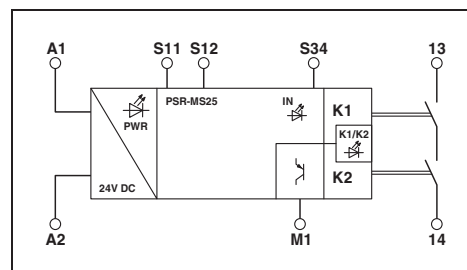 A1 S11 S12 S34 13
PSR-MS25 IN K1
PWR K1/K2
24V DC K2
A2 M1 14